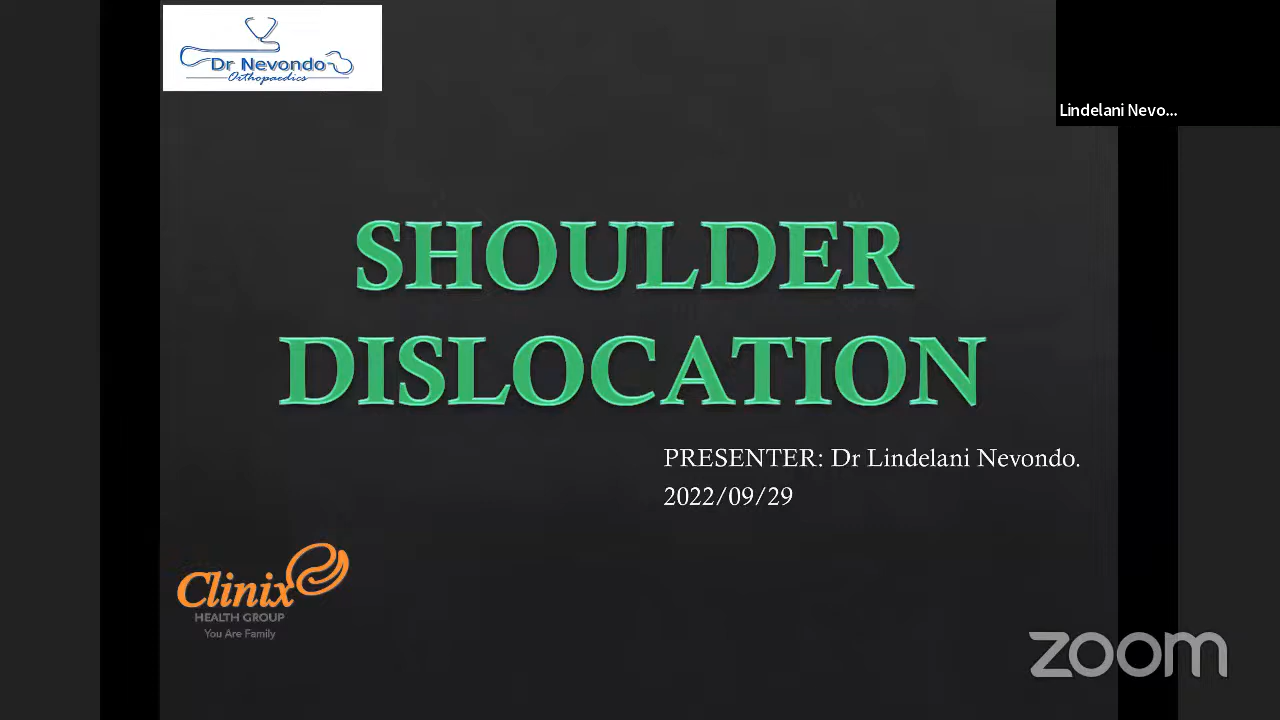 Dr Nevondo
Orthopaedics
Lindelani Nevo...
SHOULDER
DISLOCATION
PRESENTER: Dr Lindelani Nevondo.
2022/09/29
Clinix
HEALTH GROUP
You Are Family
zoom